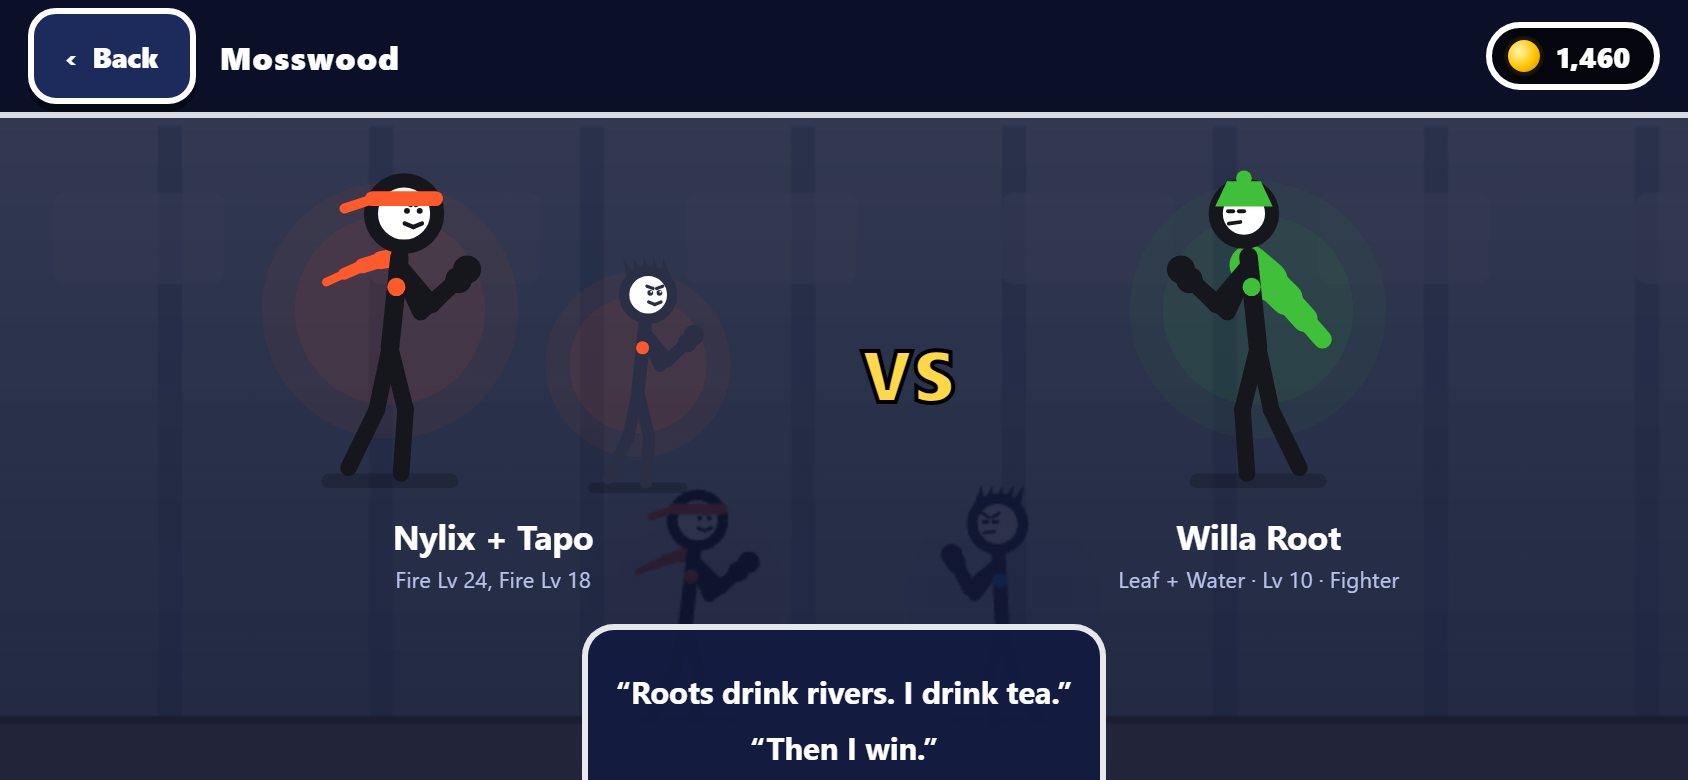 ‹ Back
Mosswood
1,460
VS
Nylix + Tapo
Fire Lv 24, Fire Lv 18
Willa Root
Leaf + Water · Lv 10 · Fighter
“Roots drink rivers. I drink tea.”
“Then I win.”